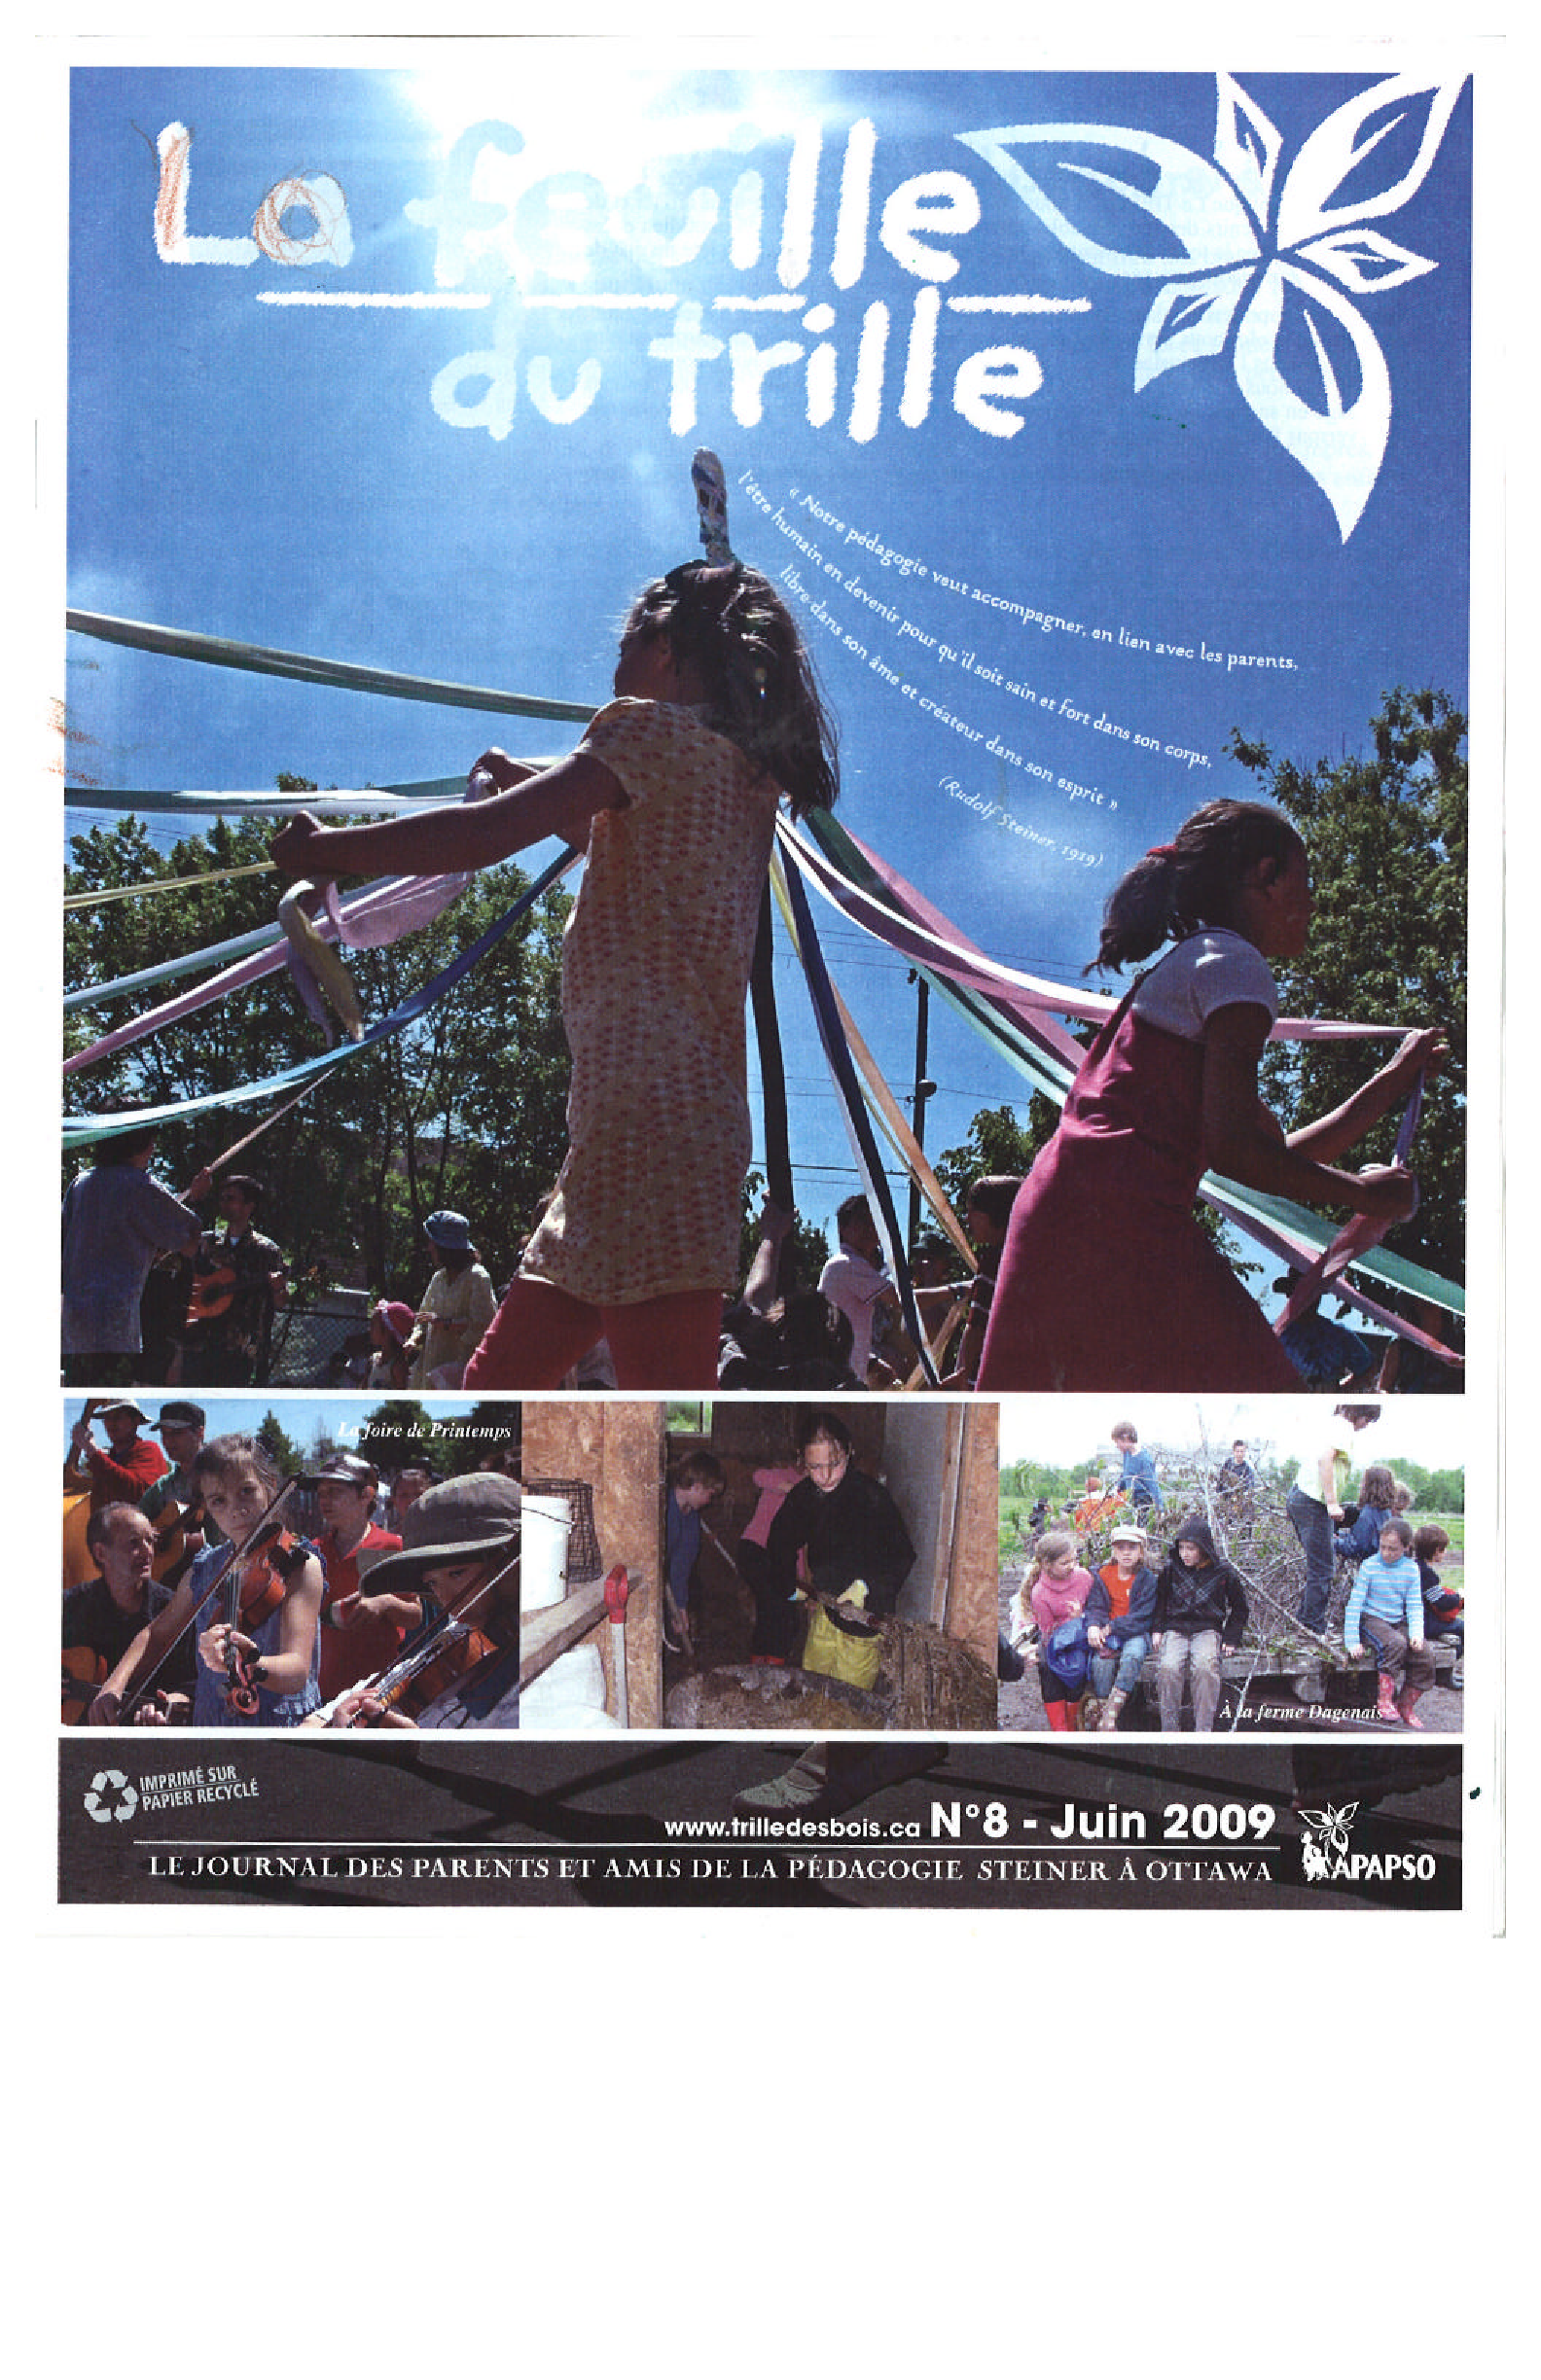 La feuille
du trille
« Notre pédagogie veut accompagner, en lien avec les parents,
l'être humain en devenir pour qu'il soit sain et fort dans son corps,
libre dans son âme et créateur dans son esprit »
(Rudolf Steiner, 1919)
La foire de Printemps
À la ferme Dagenais
IMPRIMÉ SUR
PAPIER RECYCLÉ
www.trilledesbois.ca N°8 - Juin 2009
LE JOURNAL DES PARENTS ET AMIS DE LA PÉDAGOGIE STEINER À OTTAWA
APAPSO